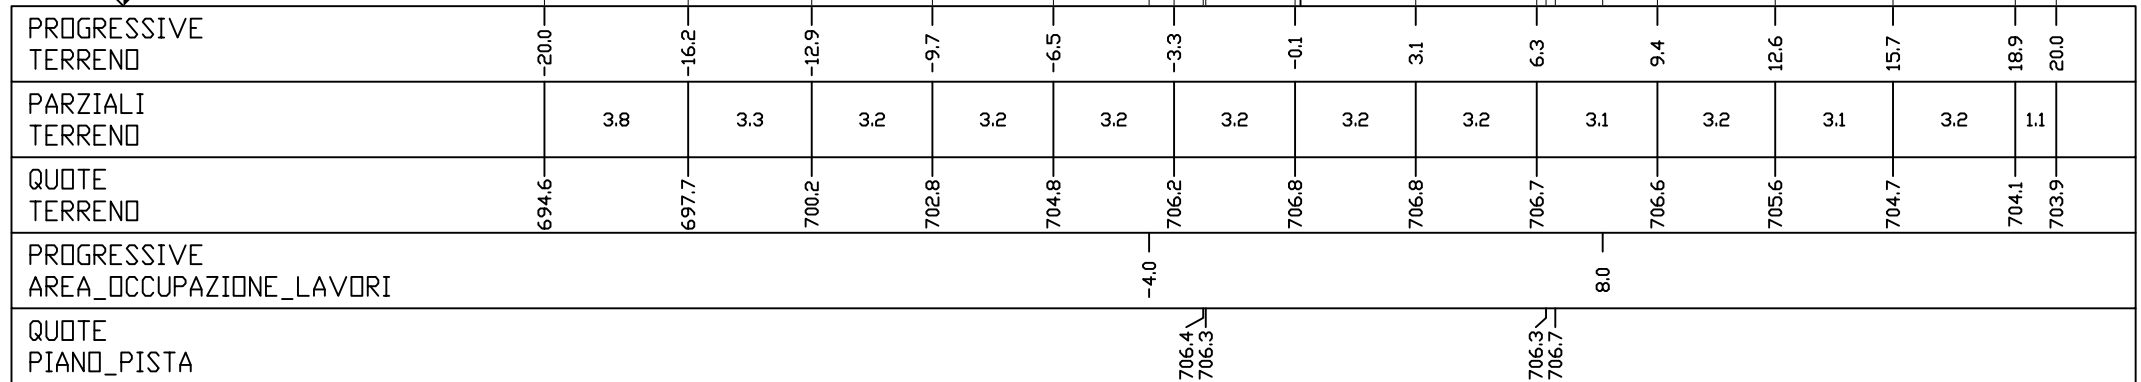 PROGRESSIVE
TERRENO
-20.0 -16.2 -12.9 -9.7 -6.5 -3.3 -0.1 3.1 6.3 9.4 12.6 15.7 18.9 20.0
PARZIALI
TERRENO
3.8 3.3 3.2 3.2 3.2 3.2 3.2 3.2 3.1 3.2 3.1 3.2 1.1
QUOTE
TERRENO
694.6 697.7 700.2 702.8 704.8 706.2 706.8 706.8 706.7 706.6 705.6 704.7 704.1 703.9
PROGRESSIVE
AREA_OCCUPAZIONE_LAVORI
-4.0 8.0
QUOTE
PIANO_PISTA
706.4 706.3 706.3 706.7